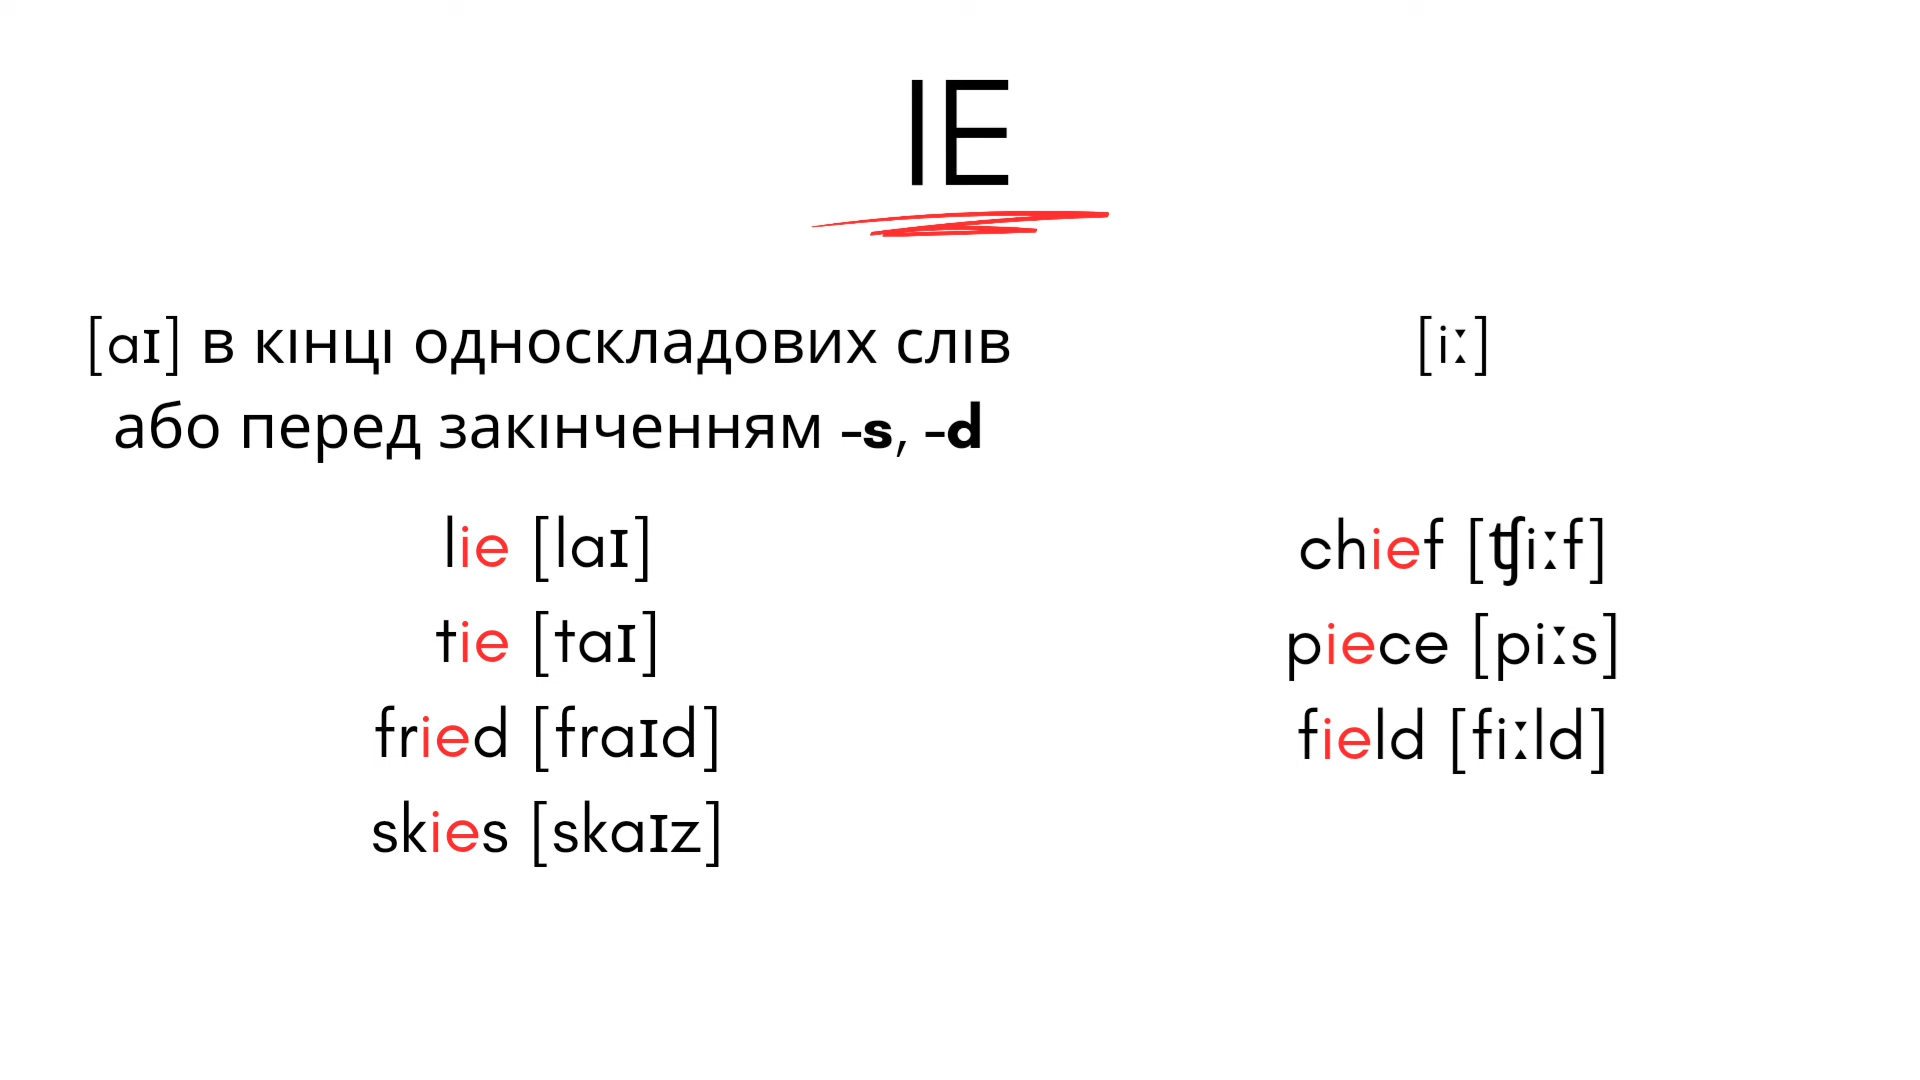 IE
[aɪ] в кінці односкладових слів
або перед закінченням -s, -d
lie [laɪ]
tie [taɪ]
fried [fraɪd]
skies [skaɪz]
[iː]
chief [ʧiːf]
piece [piːs]
field [fiːld]